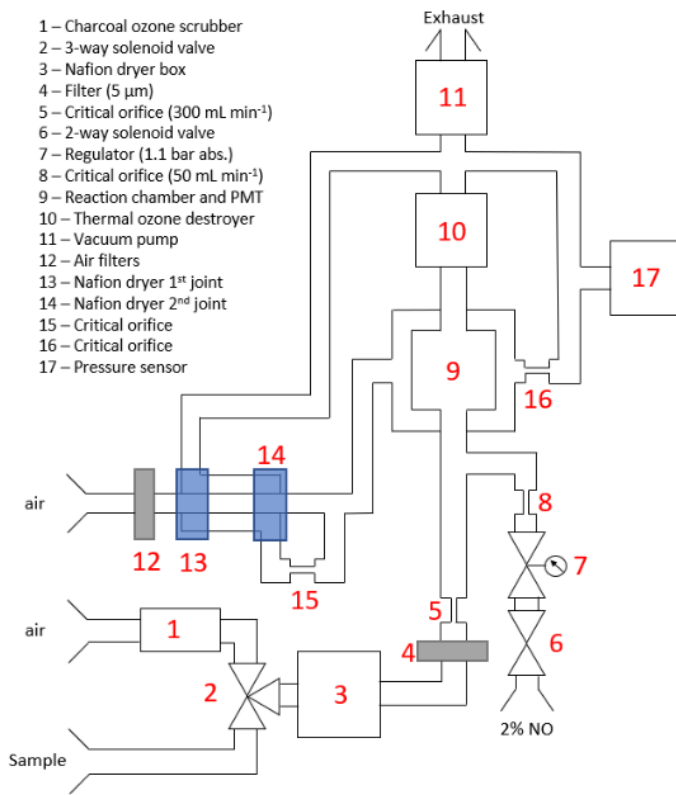 1 – Charcoal ozone scrubber
2 – 3-way solenoid valve
3 – Nafion dryer box
4 – Filter (5 μm)
5 – Critical orifice (300 mL min⁻¹)
6 – 2-way solenoid valve
7 – Regulator (1.1 bar abs.)
8 – Critical orifice (50 mL min⁻¹)
9 – Reaction chamber and PMT
10 – Thermal ozone destroyer
11 – Vacuum pump
12 – Air filters
13 – Nafion dryer 1ˢᵗ joint
14 – Nafion dryer 2ⁿᵈ joint
15 – Critical orifice
16 – Critical orifice
17 – Pressure sensor
Exhaust
11
10
17
9
16
14
air
8
12
13
7
15
5
air
1
4
6
2
3
2% NO
Sample